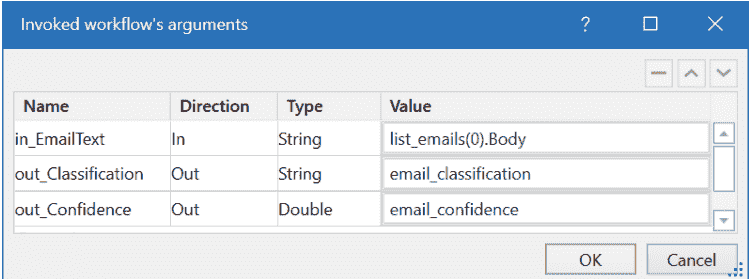 Invoked workflow's arguments ?
Name Direction Type Value
in_EmailText In String list_emails(0).Body
out_Classification Out String email_classification
out_Confidence Out Double email_confidence
OK Cancel